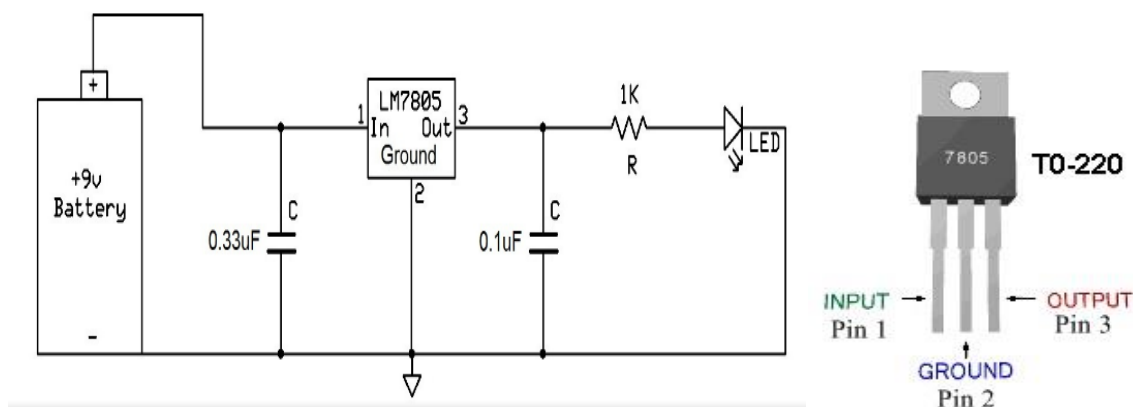 +
+9v
Battery
-
0.33uF
C
1
LM7805
In Out
Ground
3
2
C
0.1uF
1K
R
LED
7805
TO-220
INPUT
Pin 1
OUTPUT
Pin 3
GROUND
Pin 2